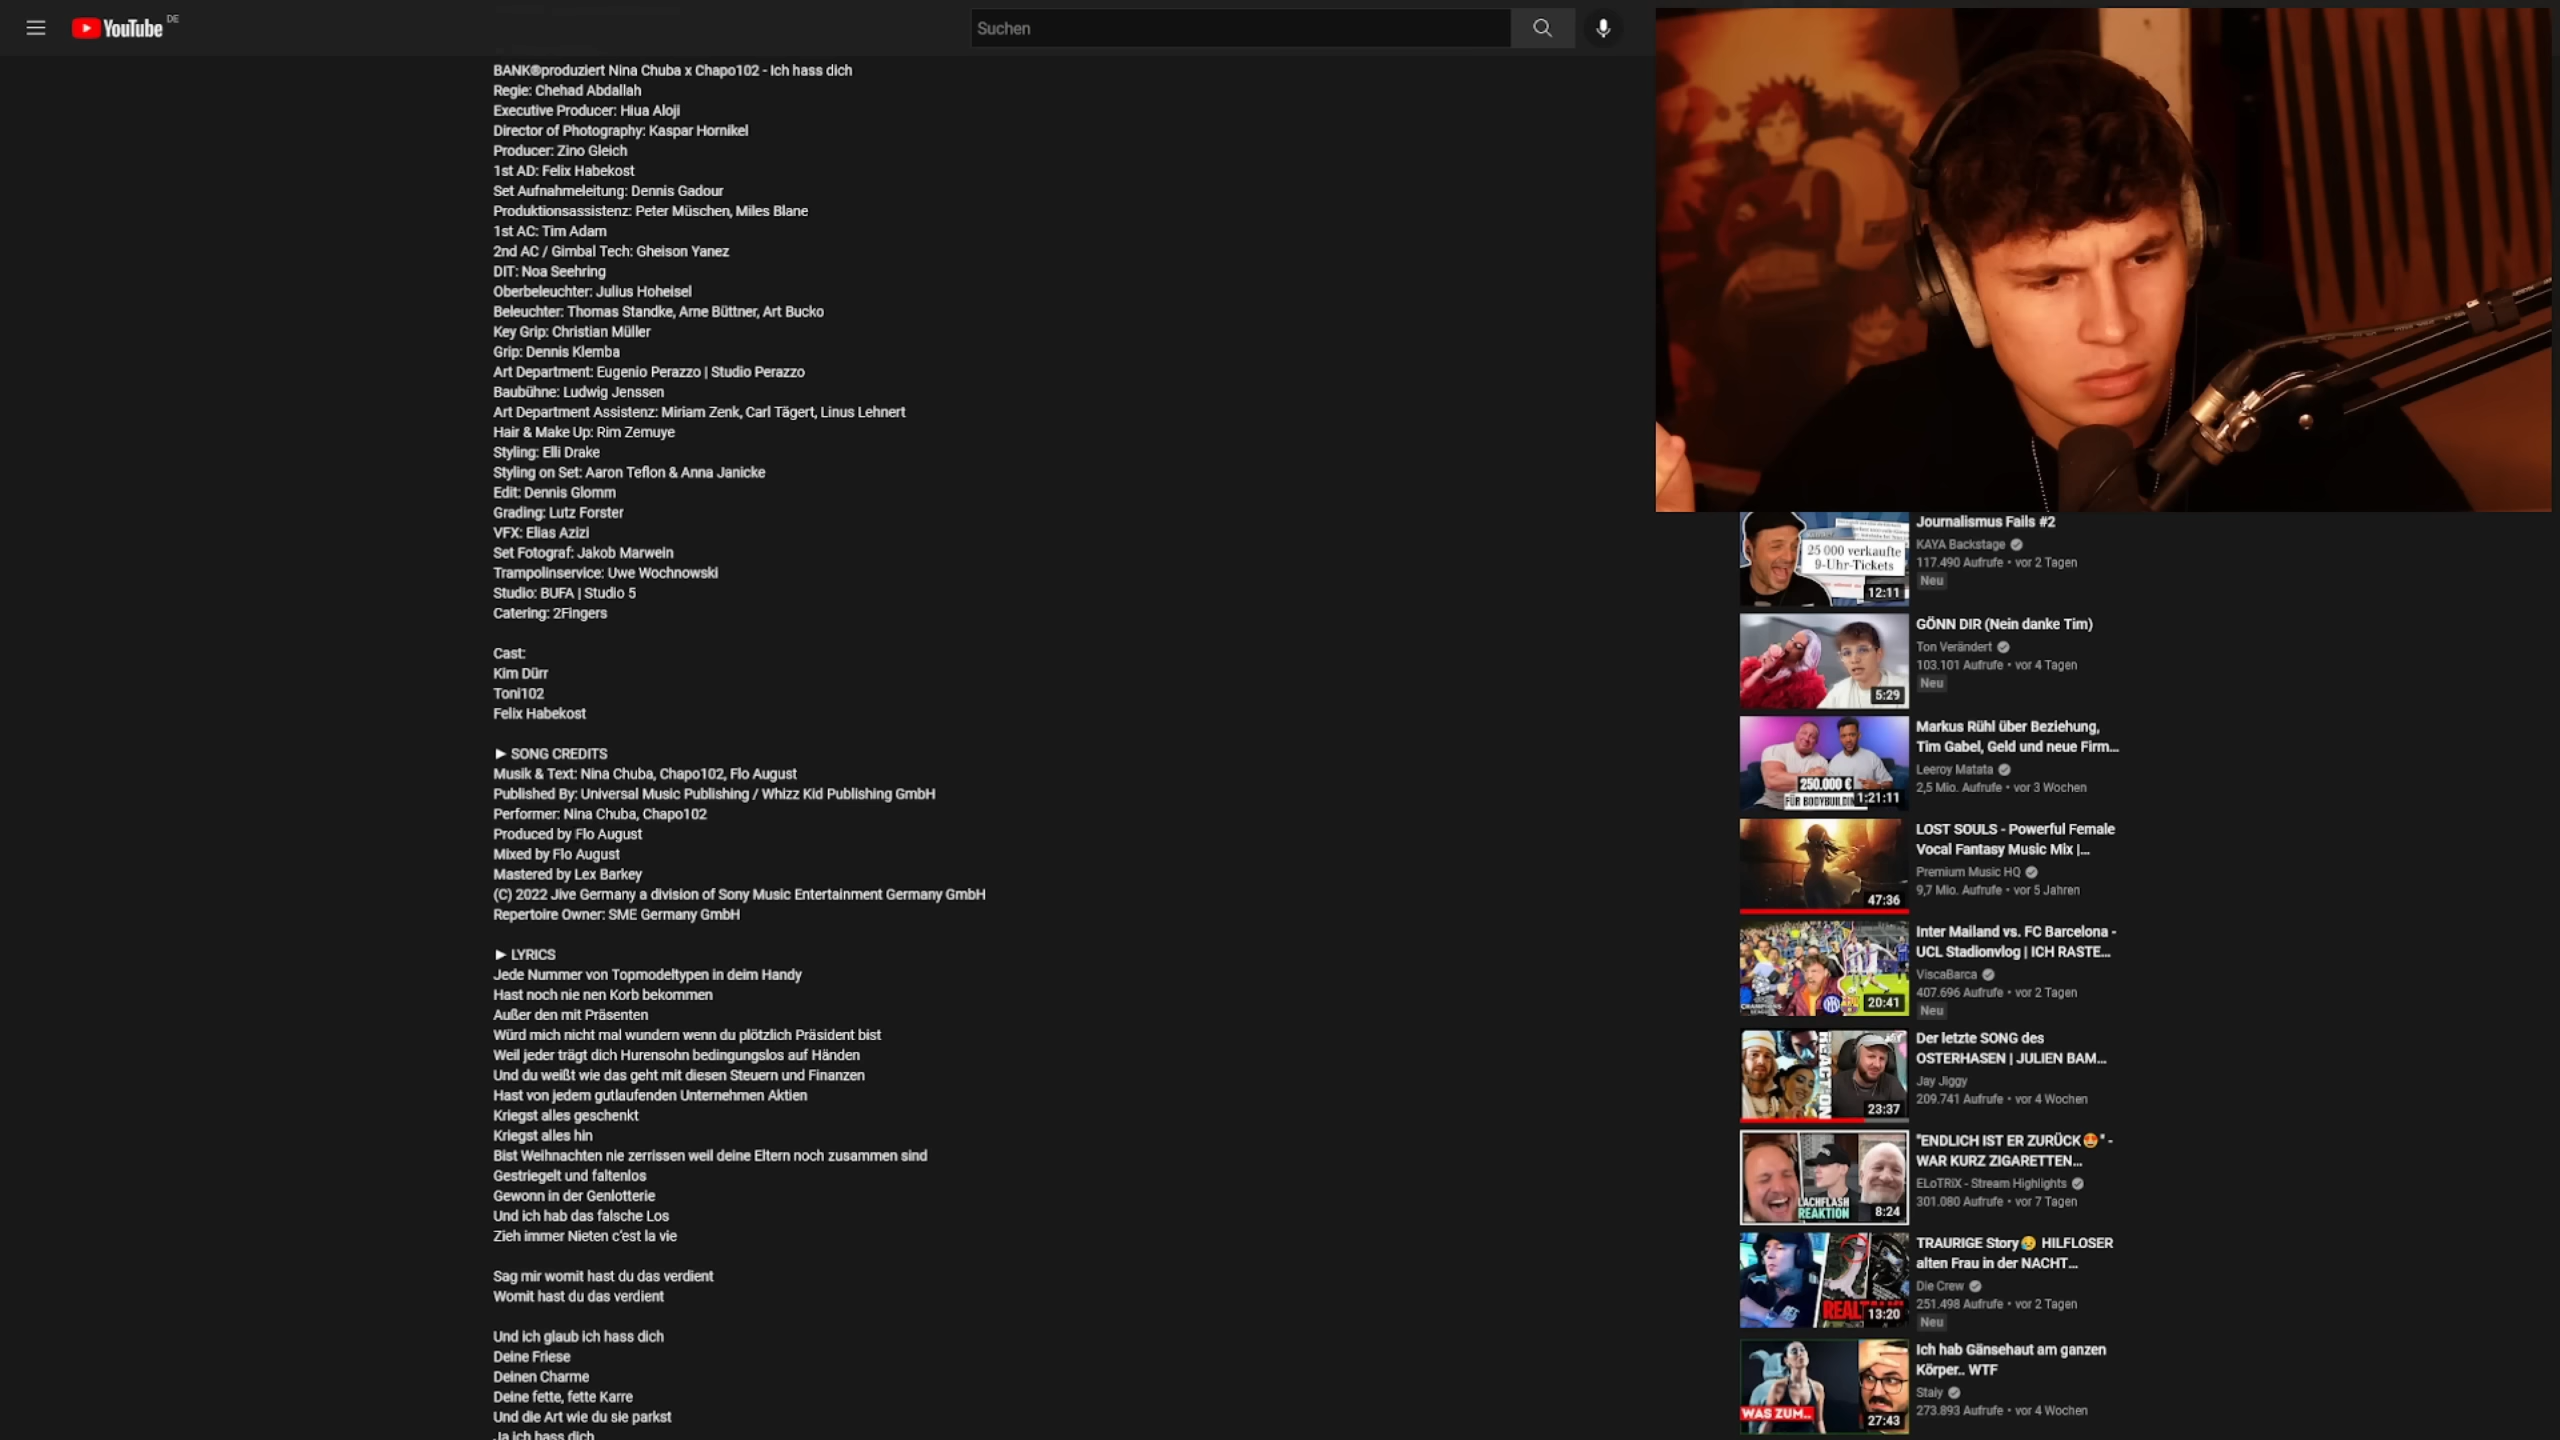 YouTube DE
Suchen
BANK®produziert Nina Chuba x Chapo102 - Ich hass dich
Regie: Chehad Abdallah
Executive Producer: Hiua Aloji
Director of Photography: Kaspar Hornikel
Producer: Zino Gleich
1st AD: Felix Habekost
Set Aufnahmeleitung: Dennis Gadour
Produktionsassistenz: Peter Müschen, Miles Blane
1st AC: Tim Adam
2nd AC / Gimbal Tech: Gheison Yanez
DIT: Noa Seehring
Oberbeleuchter: Julius Hoheisel
Beleuchter: Thomas Standke, Arne Büttner, Art Bucko
Key Grip: Christian Müller
Grip: Dennis Klemba
Art Department: Eugenio Perazzo | Studio Perazzo
Baubühne: Ludwig Jenssen
Art Department Assistenz: Miriam Zenk, Carl Tägert, Linus Lehnert
Hair & Make Up: Rim Zemuye
Styling: Elli Drake
Styling on Set: Aaron Teflon & Anna Janicke
Edit: Dennis Glomm
Grading: Lutz Forster
VFX: Elias Azizi
Set Fotograf: Jakob Marwein
Trampolinservice: Uwe Wochnowski
Studio: BUFA | Studio 5
Catering: 2Fingers
Cast:
Kim Dürr
Toni102
Felix Habekost
► SONG CREDITS
Musik & Text: Nina Chuba, Chapo102, Flo August
Published By: Universal Music Publishing / Whizz Kid Publishing GmbH
Performer: Nina Chuba, Chapo102
Produced by Flo August
Mixed by Flo August
Mastered by Lex Barkey
(C) 2022 Jive Germany a division of Sony Music Entertainment Germany GmbH
Repertoire Owner: SME Germany GmbH
► LYRICS
Jede Nummer von Topmodeltypen in deim Handy
Hast noch nie nen Korb bekommen
Außer den mit Präsenten
Würd mich nicht mal wundern wenn du plötzlich Präsident bist
Weil jeder trägt dich Hurensohn bedingungslos auf Händen
Und du weißt wie das geht mit diesen Steuern und Finanzen
Hast von jedem gutlaufenden Unternehmen Aktien
Kriegst alles geschenkt
Kriegst alles hin
Bist Weihnachten nie zerrissen weil deine Eltern noch zusammen sind
Gestriegelt und faltenlos
Gewonn in der Genlotterie
Und ich hab das falsche Los
Zieh immer Nieten c'est la vie
Sag mir womit hast du das verdient
Womit hast du das verdient
Und ich glaub ich hass dich
Deine Friese
Deinen Charme
Deine fette, fette Karre
Und die Art wie du sie parkst
Ja ich hass dich
25 000 verkaufte
9-Uhr-Tickets
12:11
Journalismus Fails #2
KAYA Backstage
117.490 Aufrufe • vor 2 Tagen
Neu
5:29
GÖNN DIR (Nein danke Tim)
Ton Verändert
103.101 Aufrufe • vor 4 Tagen
Neu
250.000 €
FÜR BODYBUILDIN
1:21:11
Markus Rühl über Beziehung,
Tim Gabel, Geld und neue Firm...
Leeroy Matata
2,5 Mio. Aufrufe • vor 3 Wochen
47:36
LOST SOULS - Powerful Female
Vocal Fantasy Music Mix |...
Premium Music HQ
9,7 Mio. Aufrufe • vor 5 Jahren
20:41
Inter Mailand vs. FC Barcelona -
UCL Stadionvlog | ICH RASTE...
ViscaBarca
407.696 Aufrufe • vor 2 Tagen
Neu
REACTION
23:37
Der letzte SONG des
OSTERHASEN | JULIEN BAM...
Jay Jiggy
209.741 Aufrufe • vor 4 Wochen
LACHFLASH
REAKTION
8:24
"ENDLICH IST ER ZURÜCK😍" -
WAR KURZ ZIGARETTEN...
ELoTRiX - Stream Highlights
301.080 Aufrufe • vor 7 Tagen
13:20
TRAURIGE Story😥 HILFLOSER
alten Frau in der NACHT...
Die Crew
251.498 Aufrufe • vor 2 Tagen
Neu
WAS ZUM...
27:43
Ich hab Gänsehaut am ganzen
Körper.. WTF
Staiy
273.893 Aufrufe • vor 4 Wochen